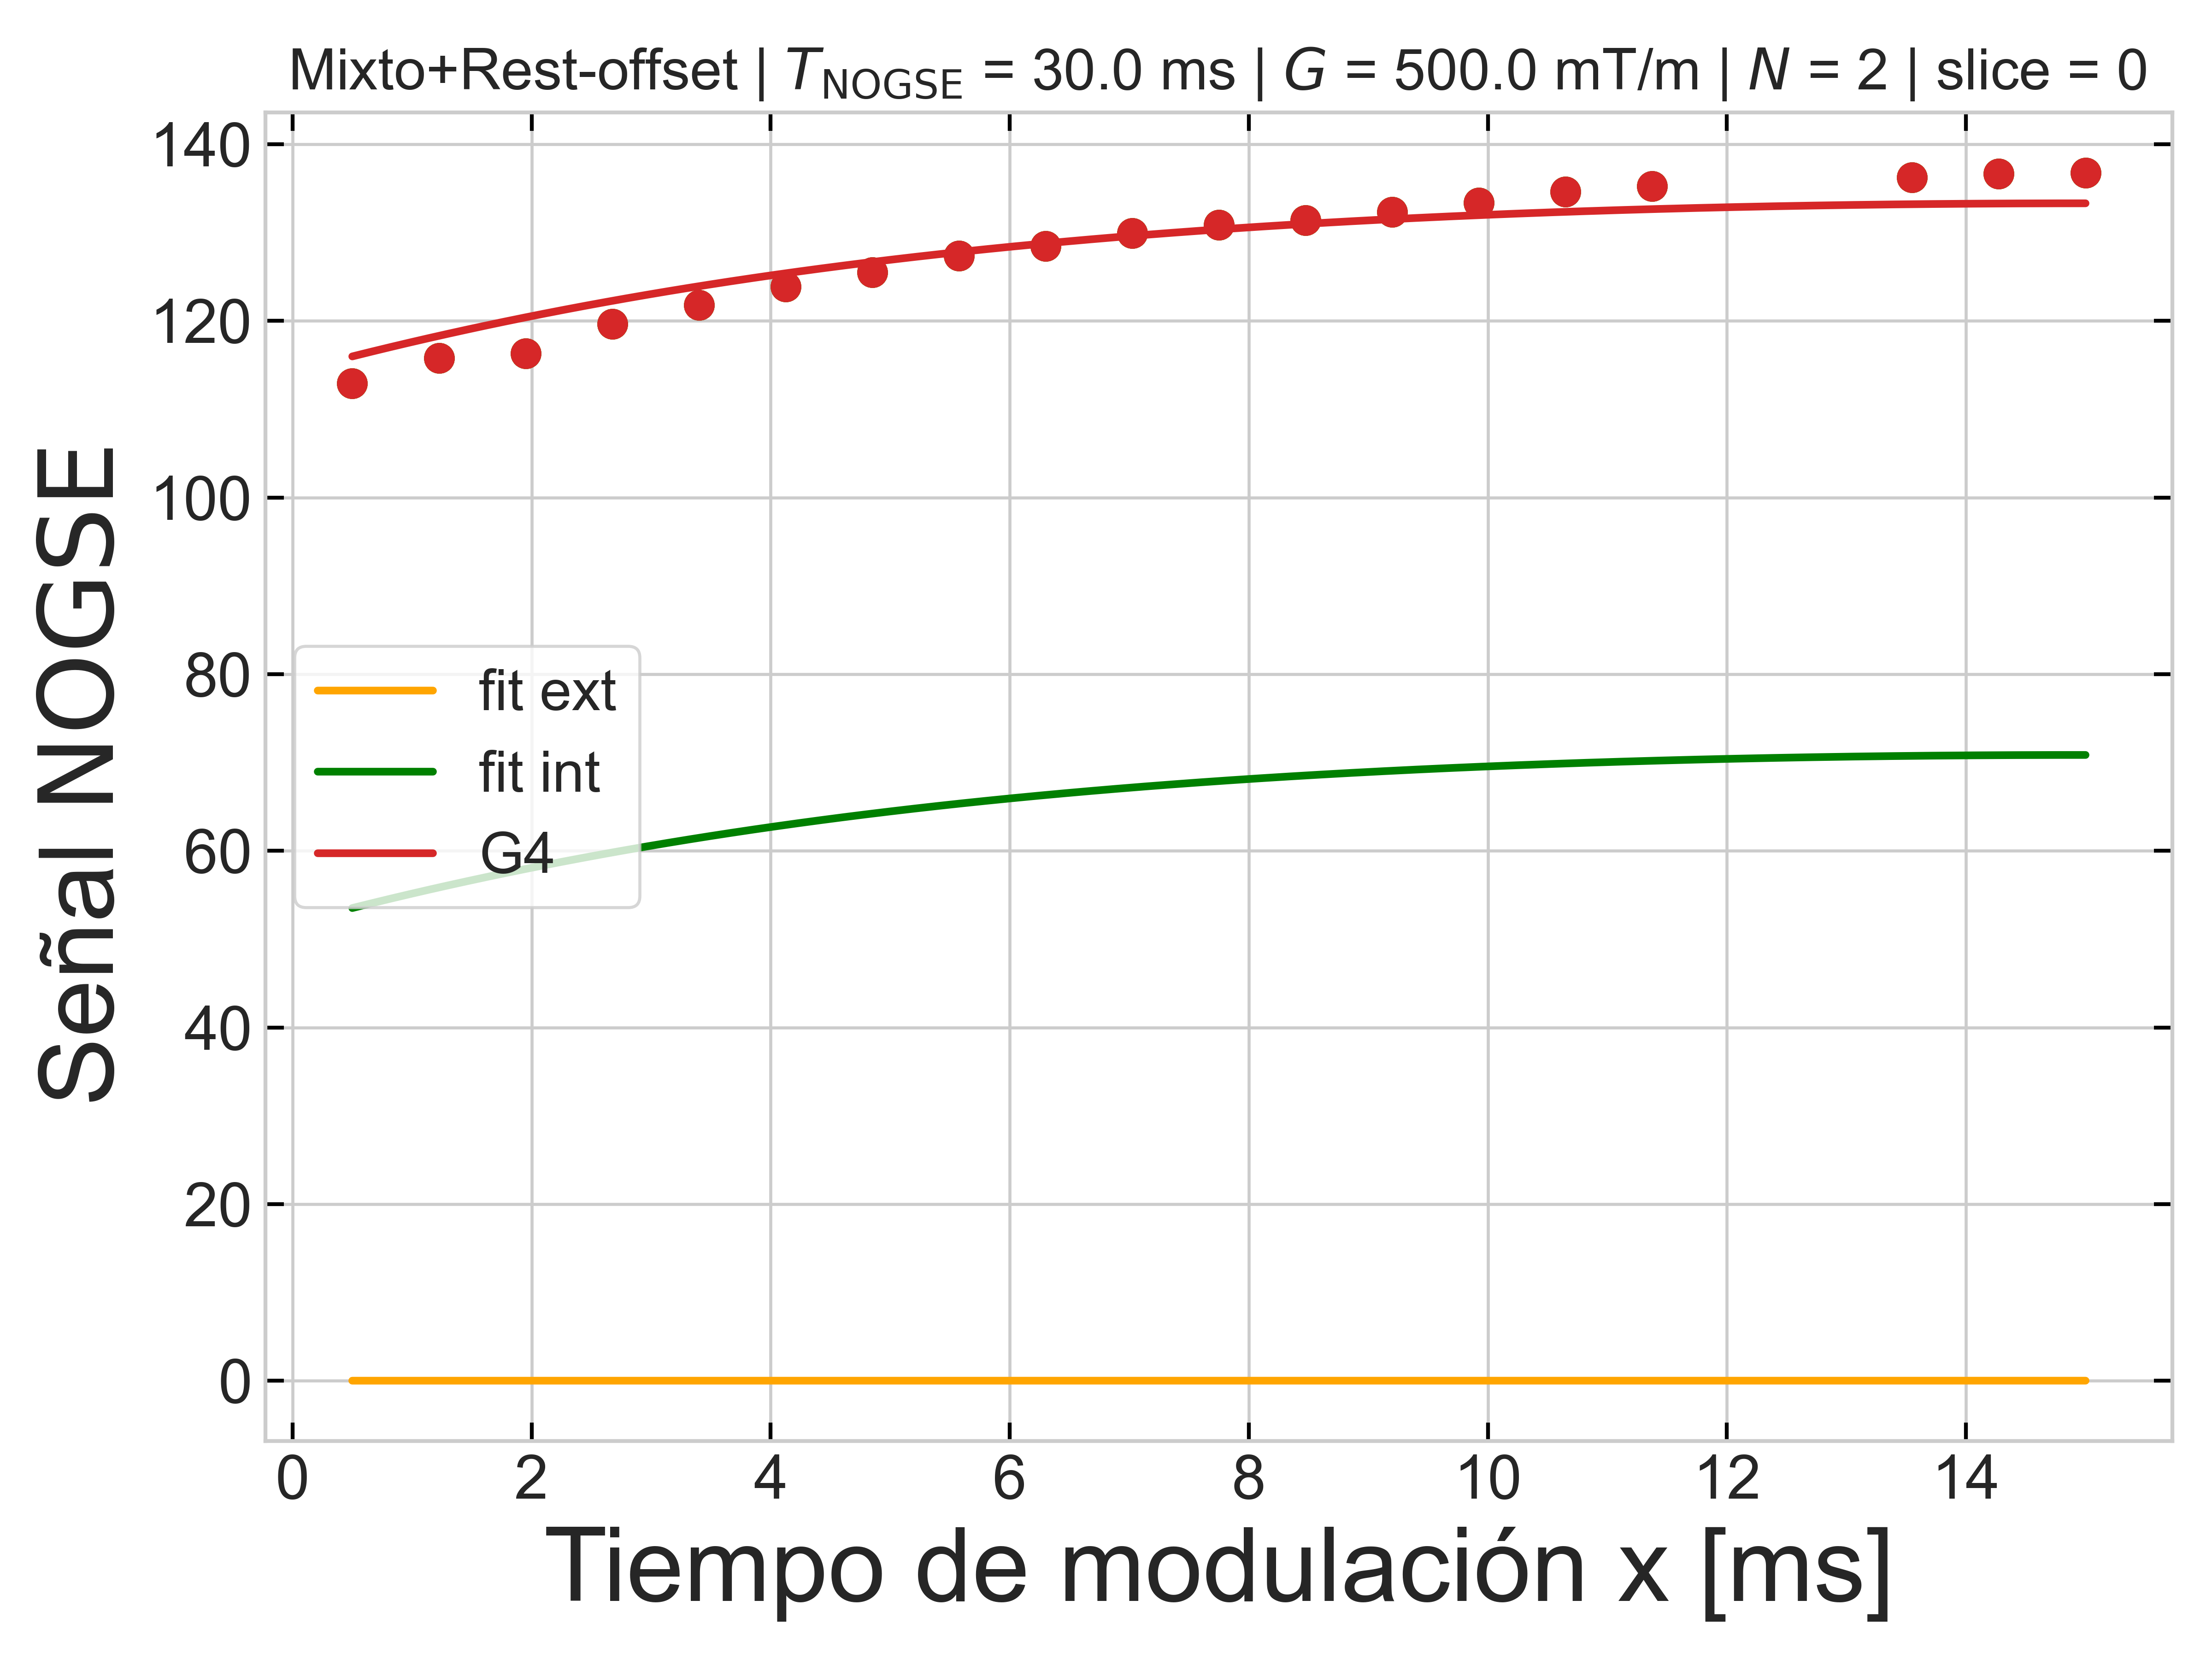 Mixto+Rest-offset | T_NOGSE = 30.0 ms | G = 500.0 mT/m | N = 2 | slice = 0
Señal NOGSE
140
120
100
80
60
40
20
0
fit ext
fit int
G4
0 2 4 6 8 10 12 14
Tiempo de modulación x [ms]